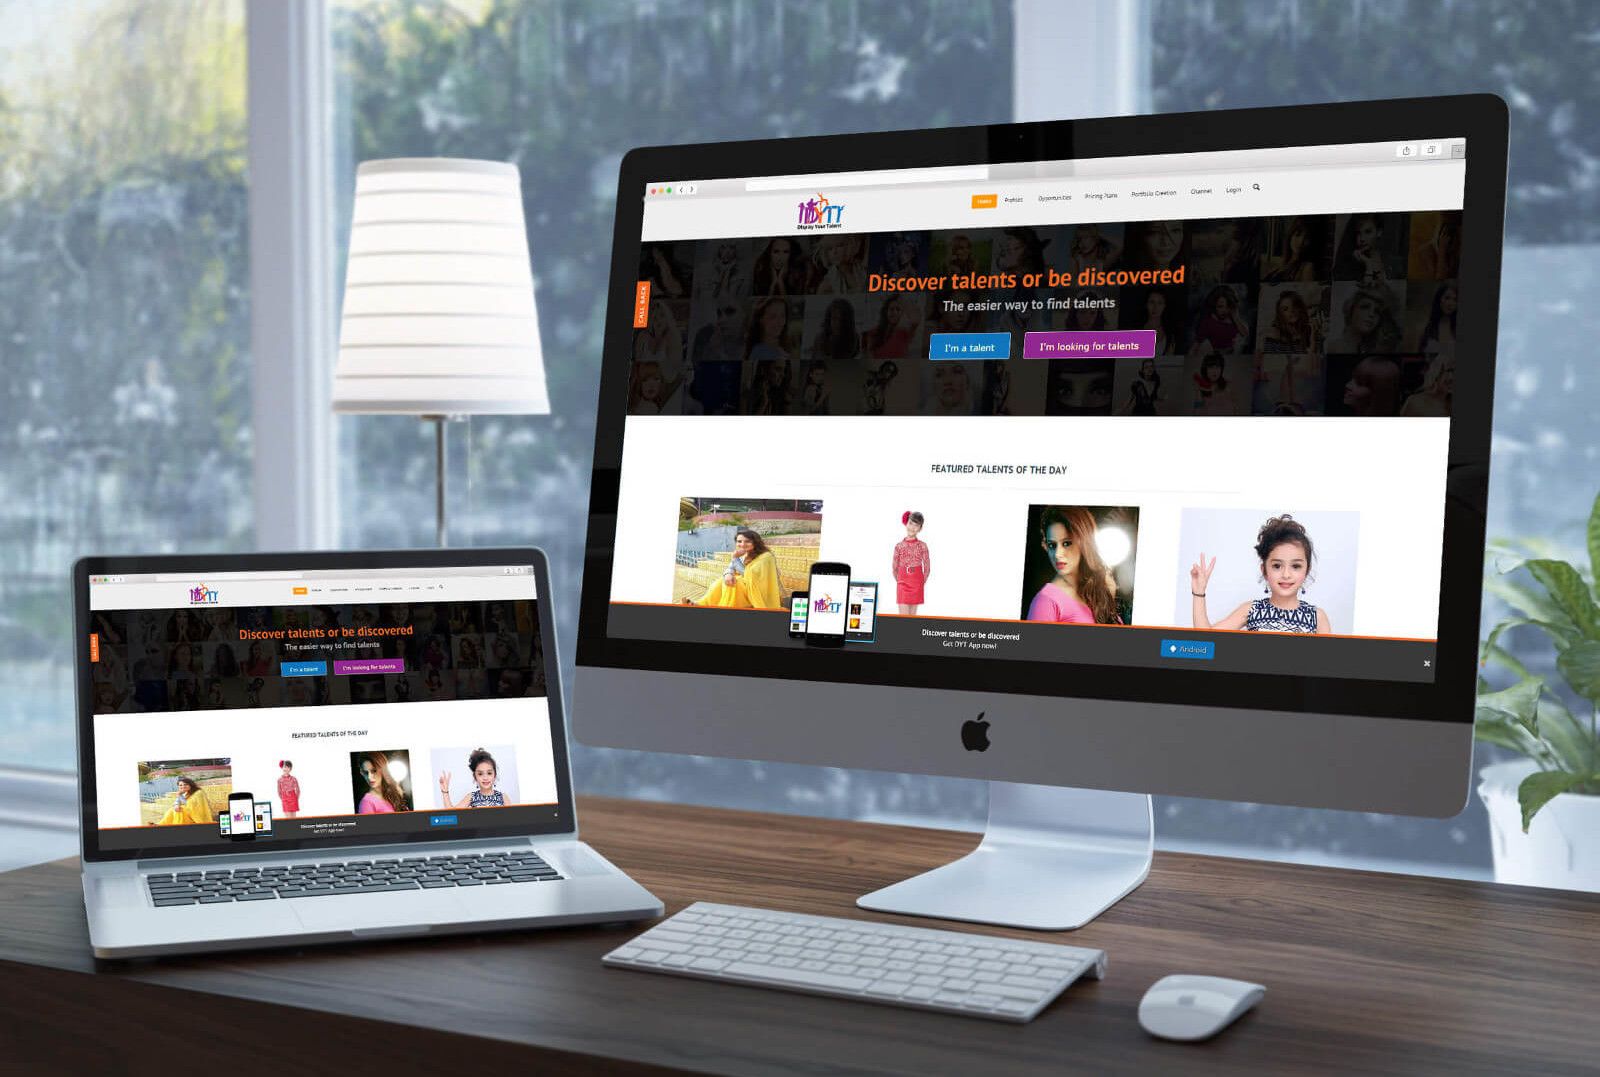 DYT
Display Your Talent
Home Profiles Opportunities Pricing Plans Portfolio Creation Channel Login
CALL BACK
Discover talents or be discovered
The easier way to find talents
I'm a talent
I'm looking for talents
FEATURED TALENTS OF THE DAY
Discover talents or be discovered
Get DYT App now!
Android
Discover talents or be discovered
The easier way to find talents
I'm a talent
I'm looking for talents
FEATURED TALENTS OF THE DAY
Discover talents or be discovered
Get DYT App now!
Android